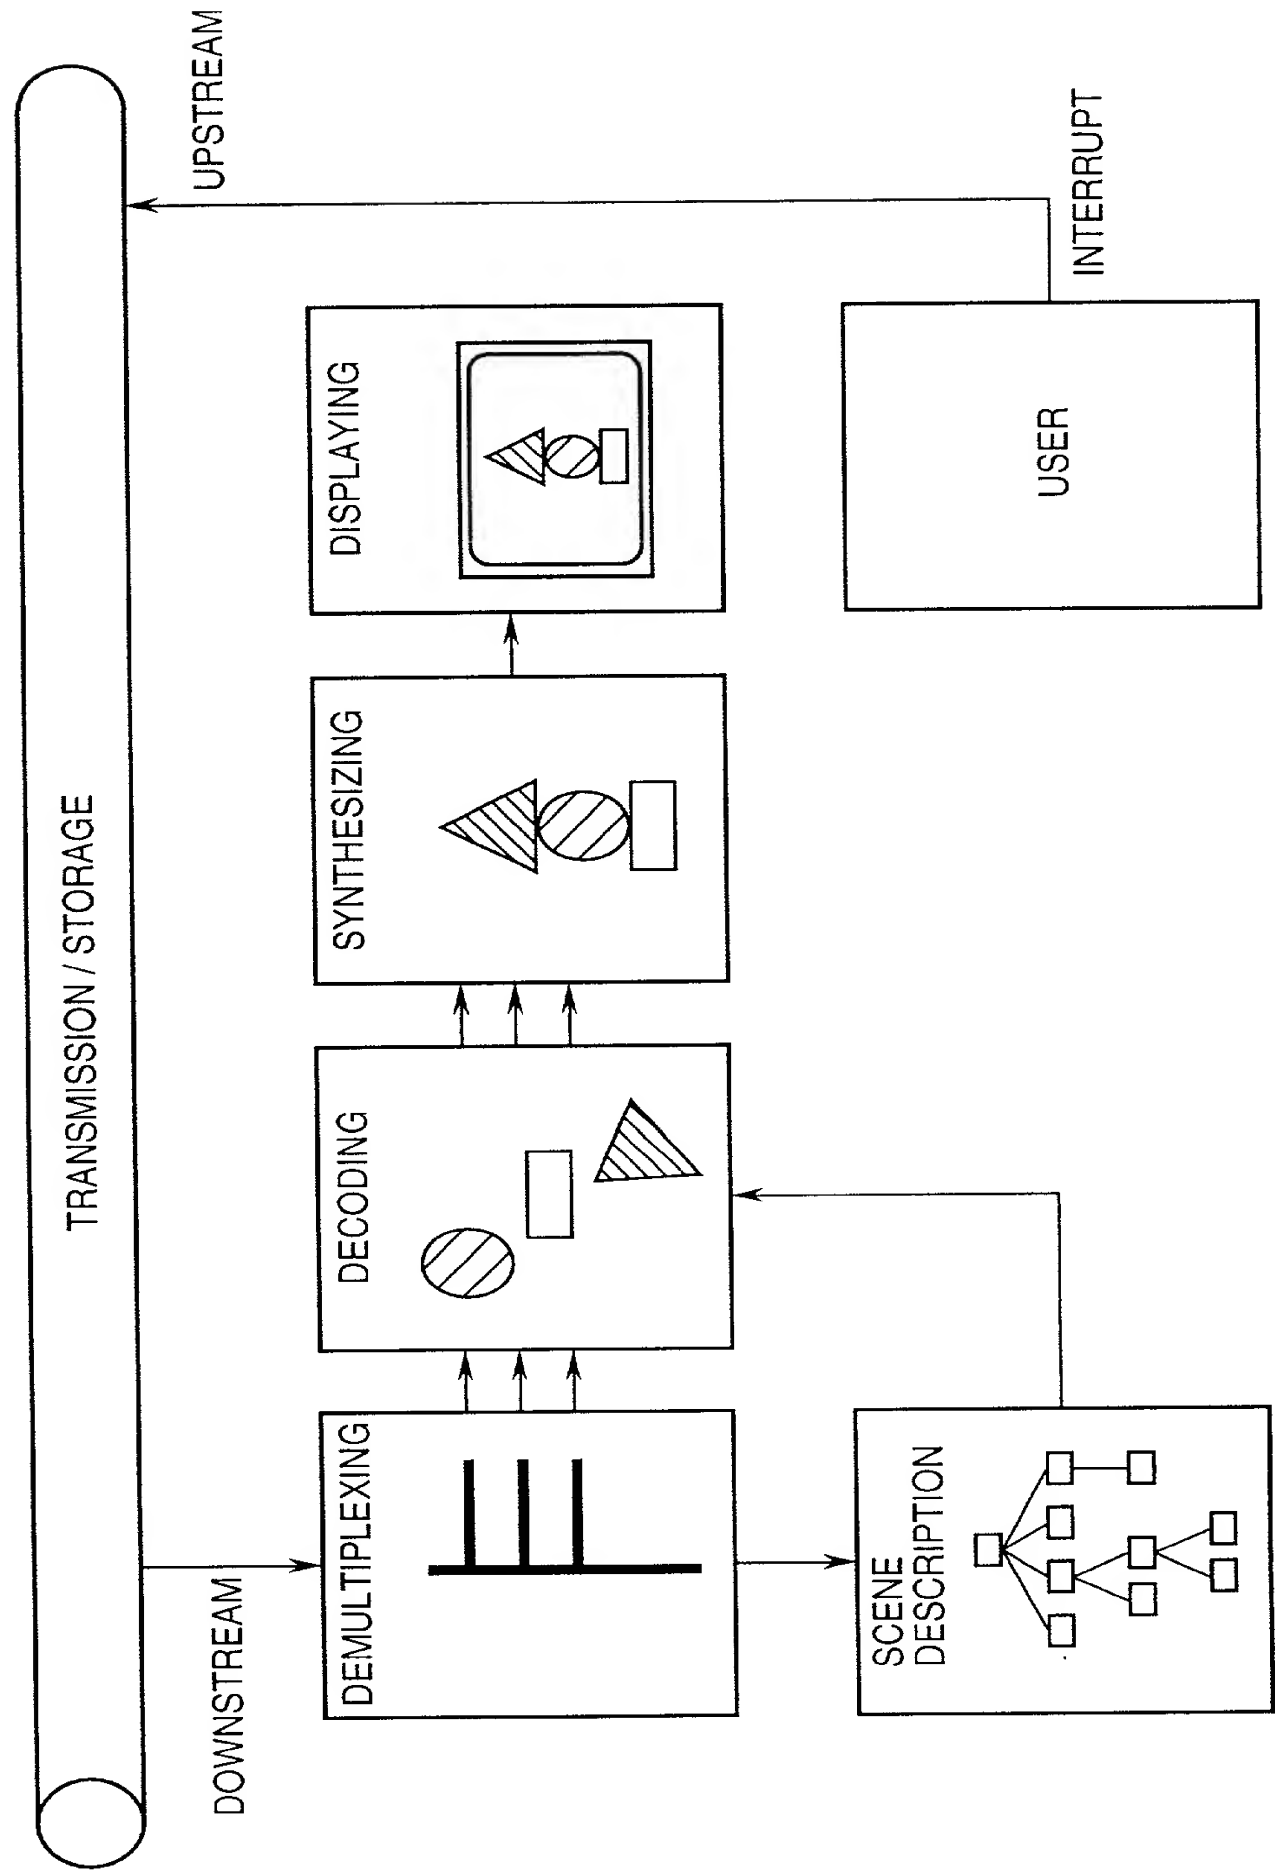 TRANSMISSION / STORAGE
DOWNSTREAM
UPSTREAM
DEMULTIPLEXING
DECODING
SYNTHESIZING
DISPLAYING
SCENE
DESCRIPTION
USER
INTERRUPT